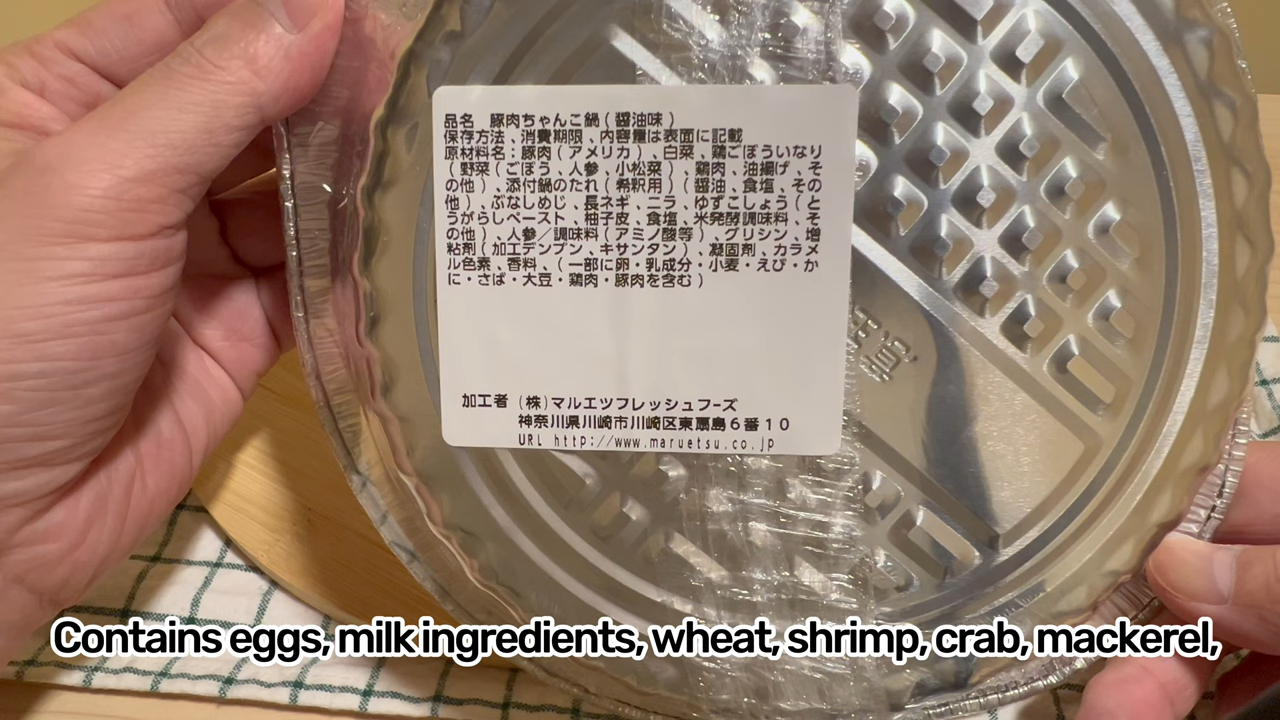 品名 豚肉ちゃんこ鍋(醤油味)
保存方法、消費期限、内容量は表面に記載
原材料名:豚肉(アメリカ)、白菜、鶏ごぼういなり
(野菜(ごぼう、人参、小松菜)、鶏肉、油揚げ、そ
の他)、添付鍋のたれ(希釈用)(醤油、食塩、その
他)、ぶなしめじ、長ネギ、ニラ、ゆずこしょう(と
うがらしペースト、柚子皮、食塩、米発酵調味料、そ
の他)、人参/調味料(アミノ酸等)、グリシン、増
粘剤(加工デンプン、キサンタン)、凝固剤、カラメ
ル色素、香料、(一部に卵・乳成分・小麦・えび・か
に・さば・大豆・鶏肉・豚肉を含む)
加工者 (株)マルエツフレッシュフーズ
神奈川県川崎市川崎区東扇島6番10
URL http://www.maruetsu.co.jp
Contains eggs, milk ingredients, wheat, shrimp, crab, mackerel,